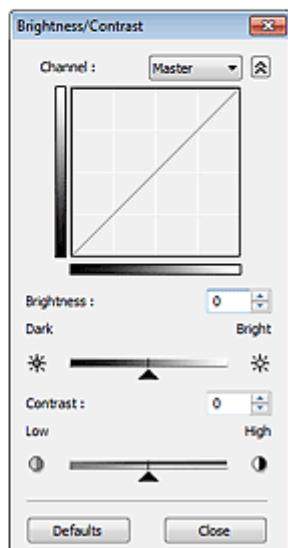 Brightness/Contrast
Channel : Master
Brightness : 0
Dark Bright
Contrast : 0
Low High
Defaults Close